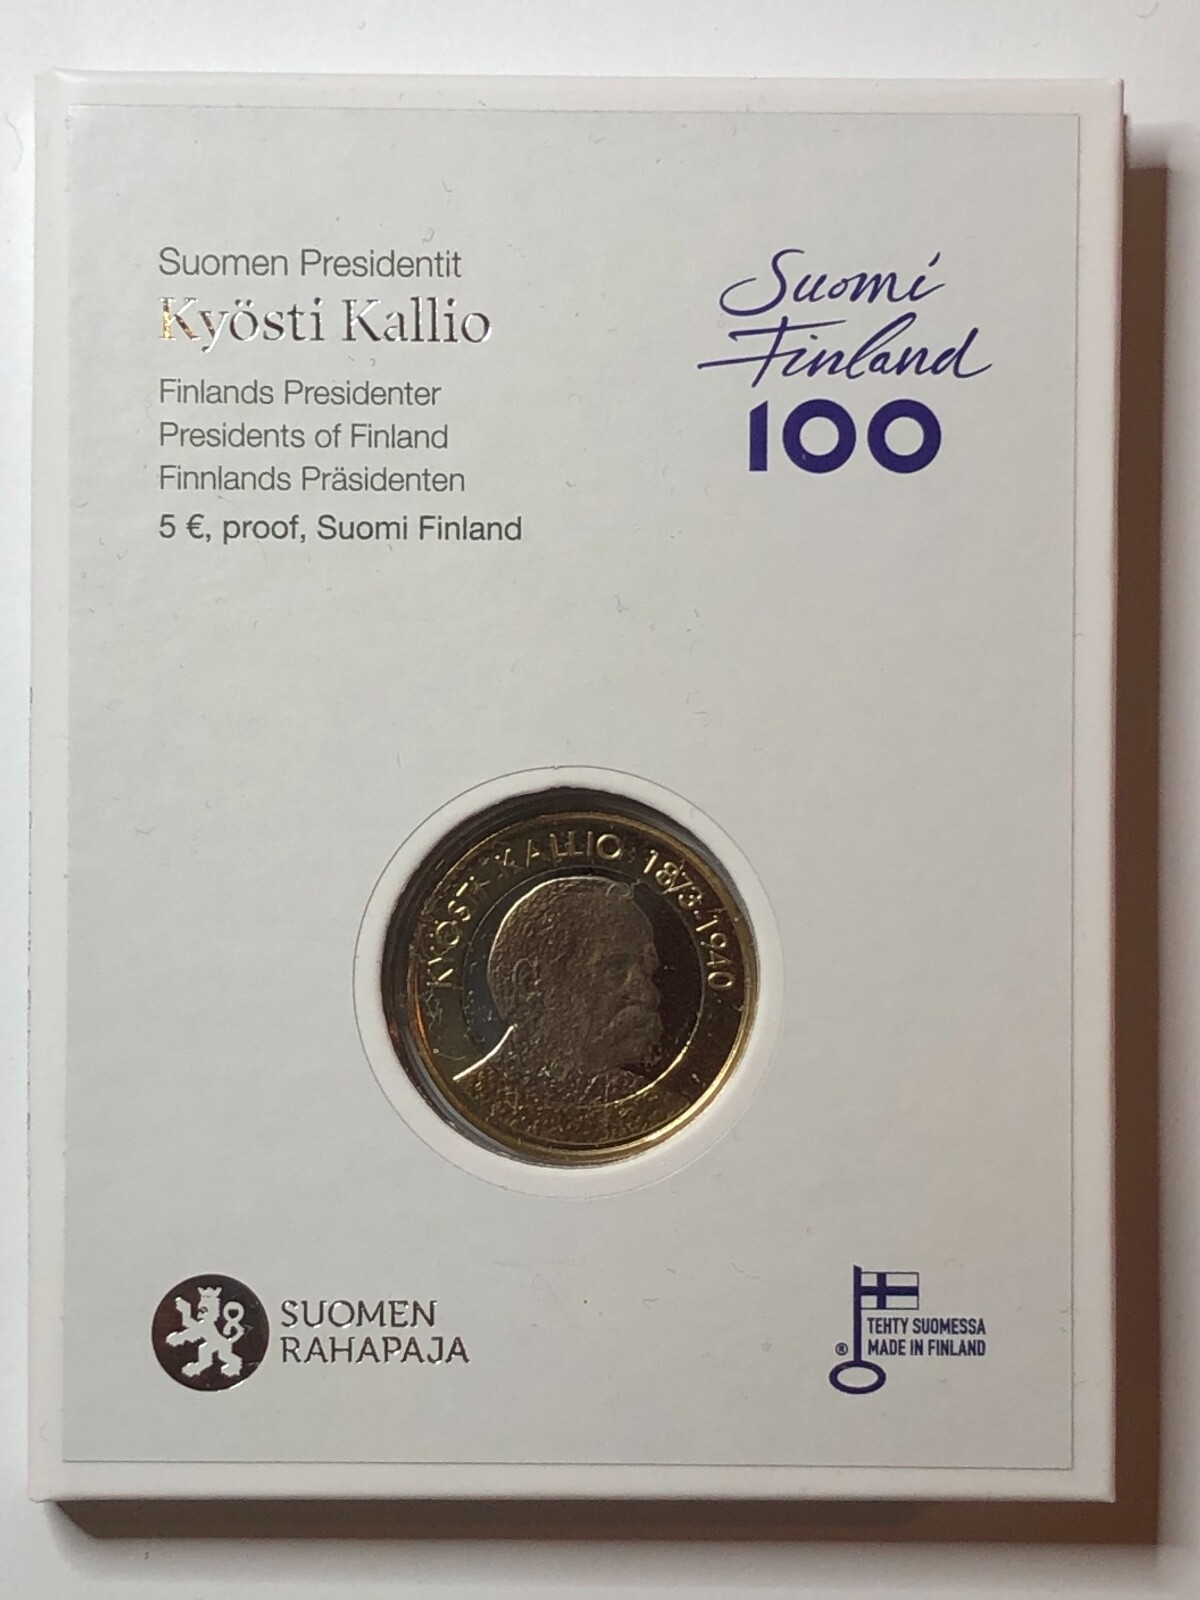 Suomen Presidentit
Kyösti Kallio
Finlands Presidenter
Presidents of Finland
Finnlands Präsidenten
5 €, proof, Suomi Finland
Suomi
Finland
100
KYÖSTI KALLIO 1873-1940
SUOMEN
RAHAPAJA
TEHTY SUOMESSA
® MADE IN FINLAND